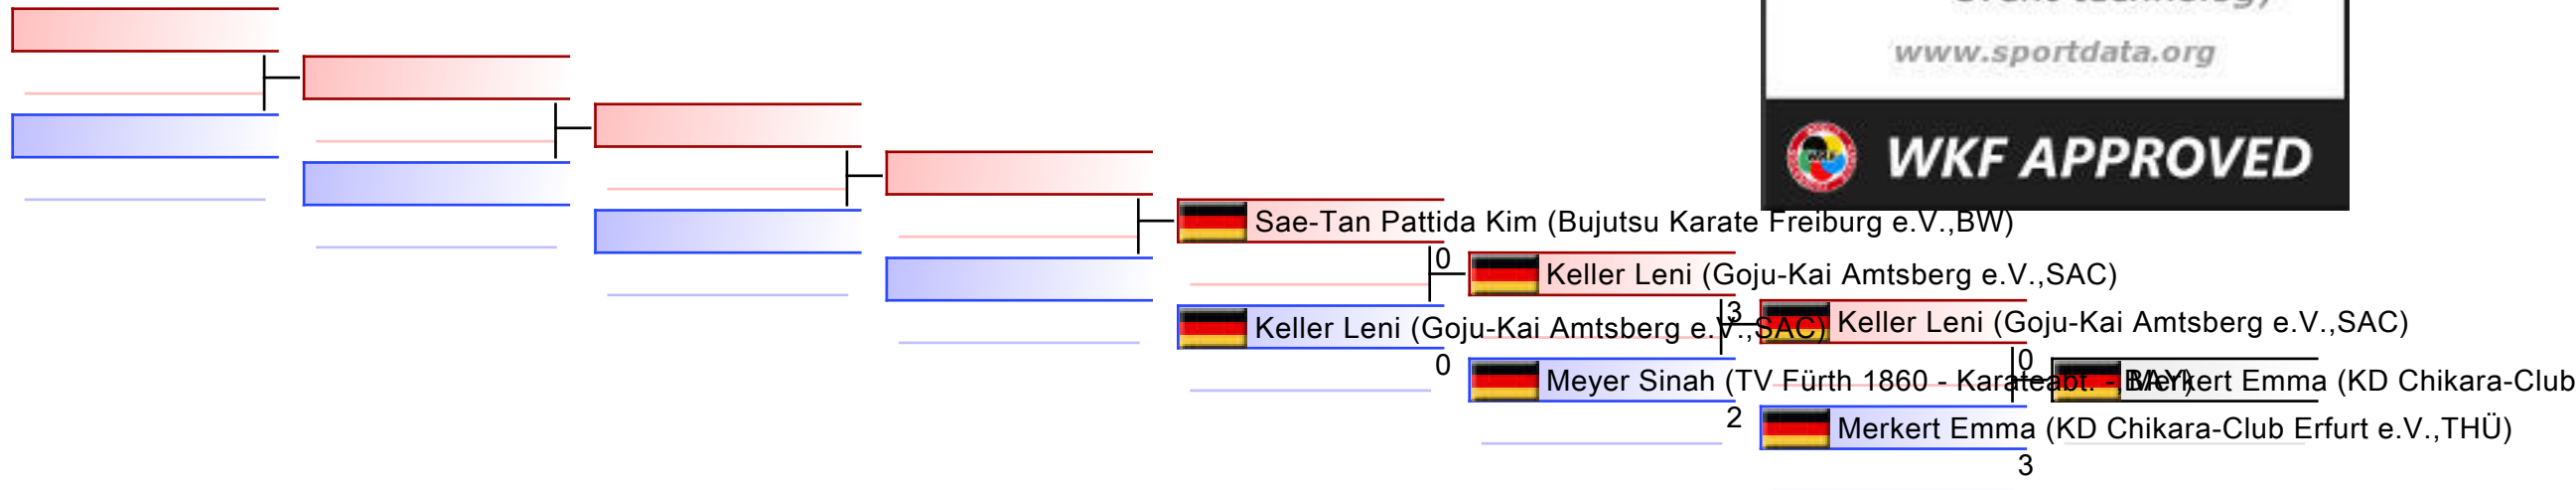 www.sportdata.org
WKF APPROVED
Sae-Tan Pattida Kim (Bujutsu Karate Freiburg e.V.,BW)
0
Keller Leni (Goju-Kai Amtsberg e.V.,SAC)
3
Keller Leni (Goju-Kai Amtsberg e.V.,SAC)
Keller Leni (Goju-Kai Amtsberg e.V.,SAC)
0
0
Meyer Sinah (TV Fürth 1860 - Karateabt. -,BAY)
Merkert Emma (KD Chikara-Club
2
Merkert Emma (KD Chikara-Club Erfurt e.V.,THÜ)
3